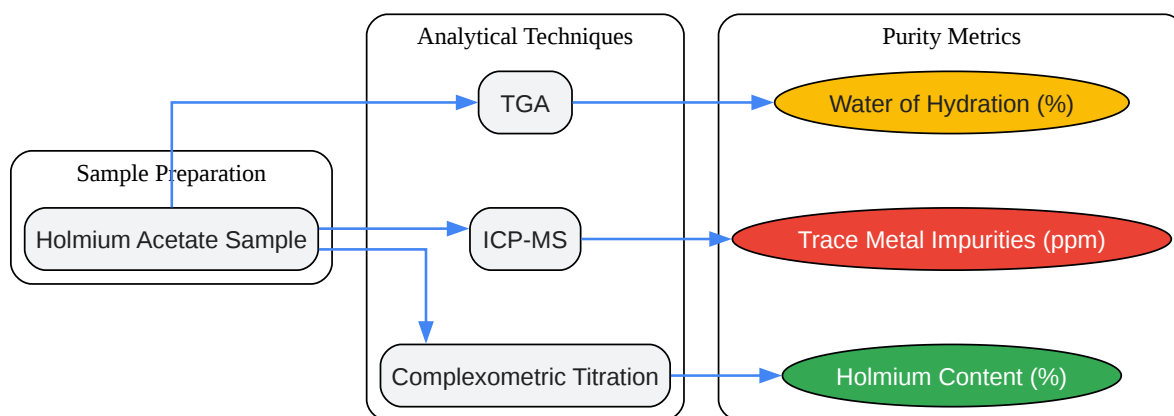 Analytical Techniques
Purity Metrics
TGA
Water of Hydration (%)
Sample Preparation
Holmium Acetate Sample
ICP-MS
Trace Metal Impurities (ppm)
Complexometric Titration
Holmium Content (%)